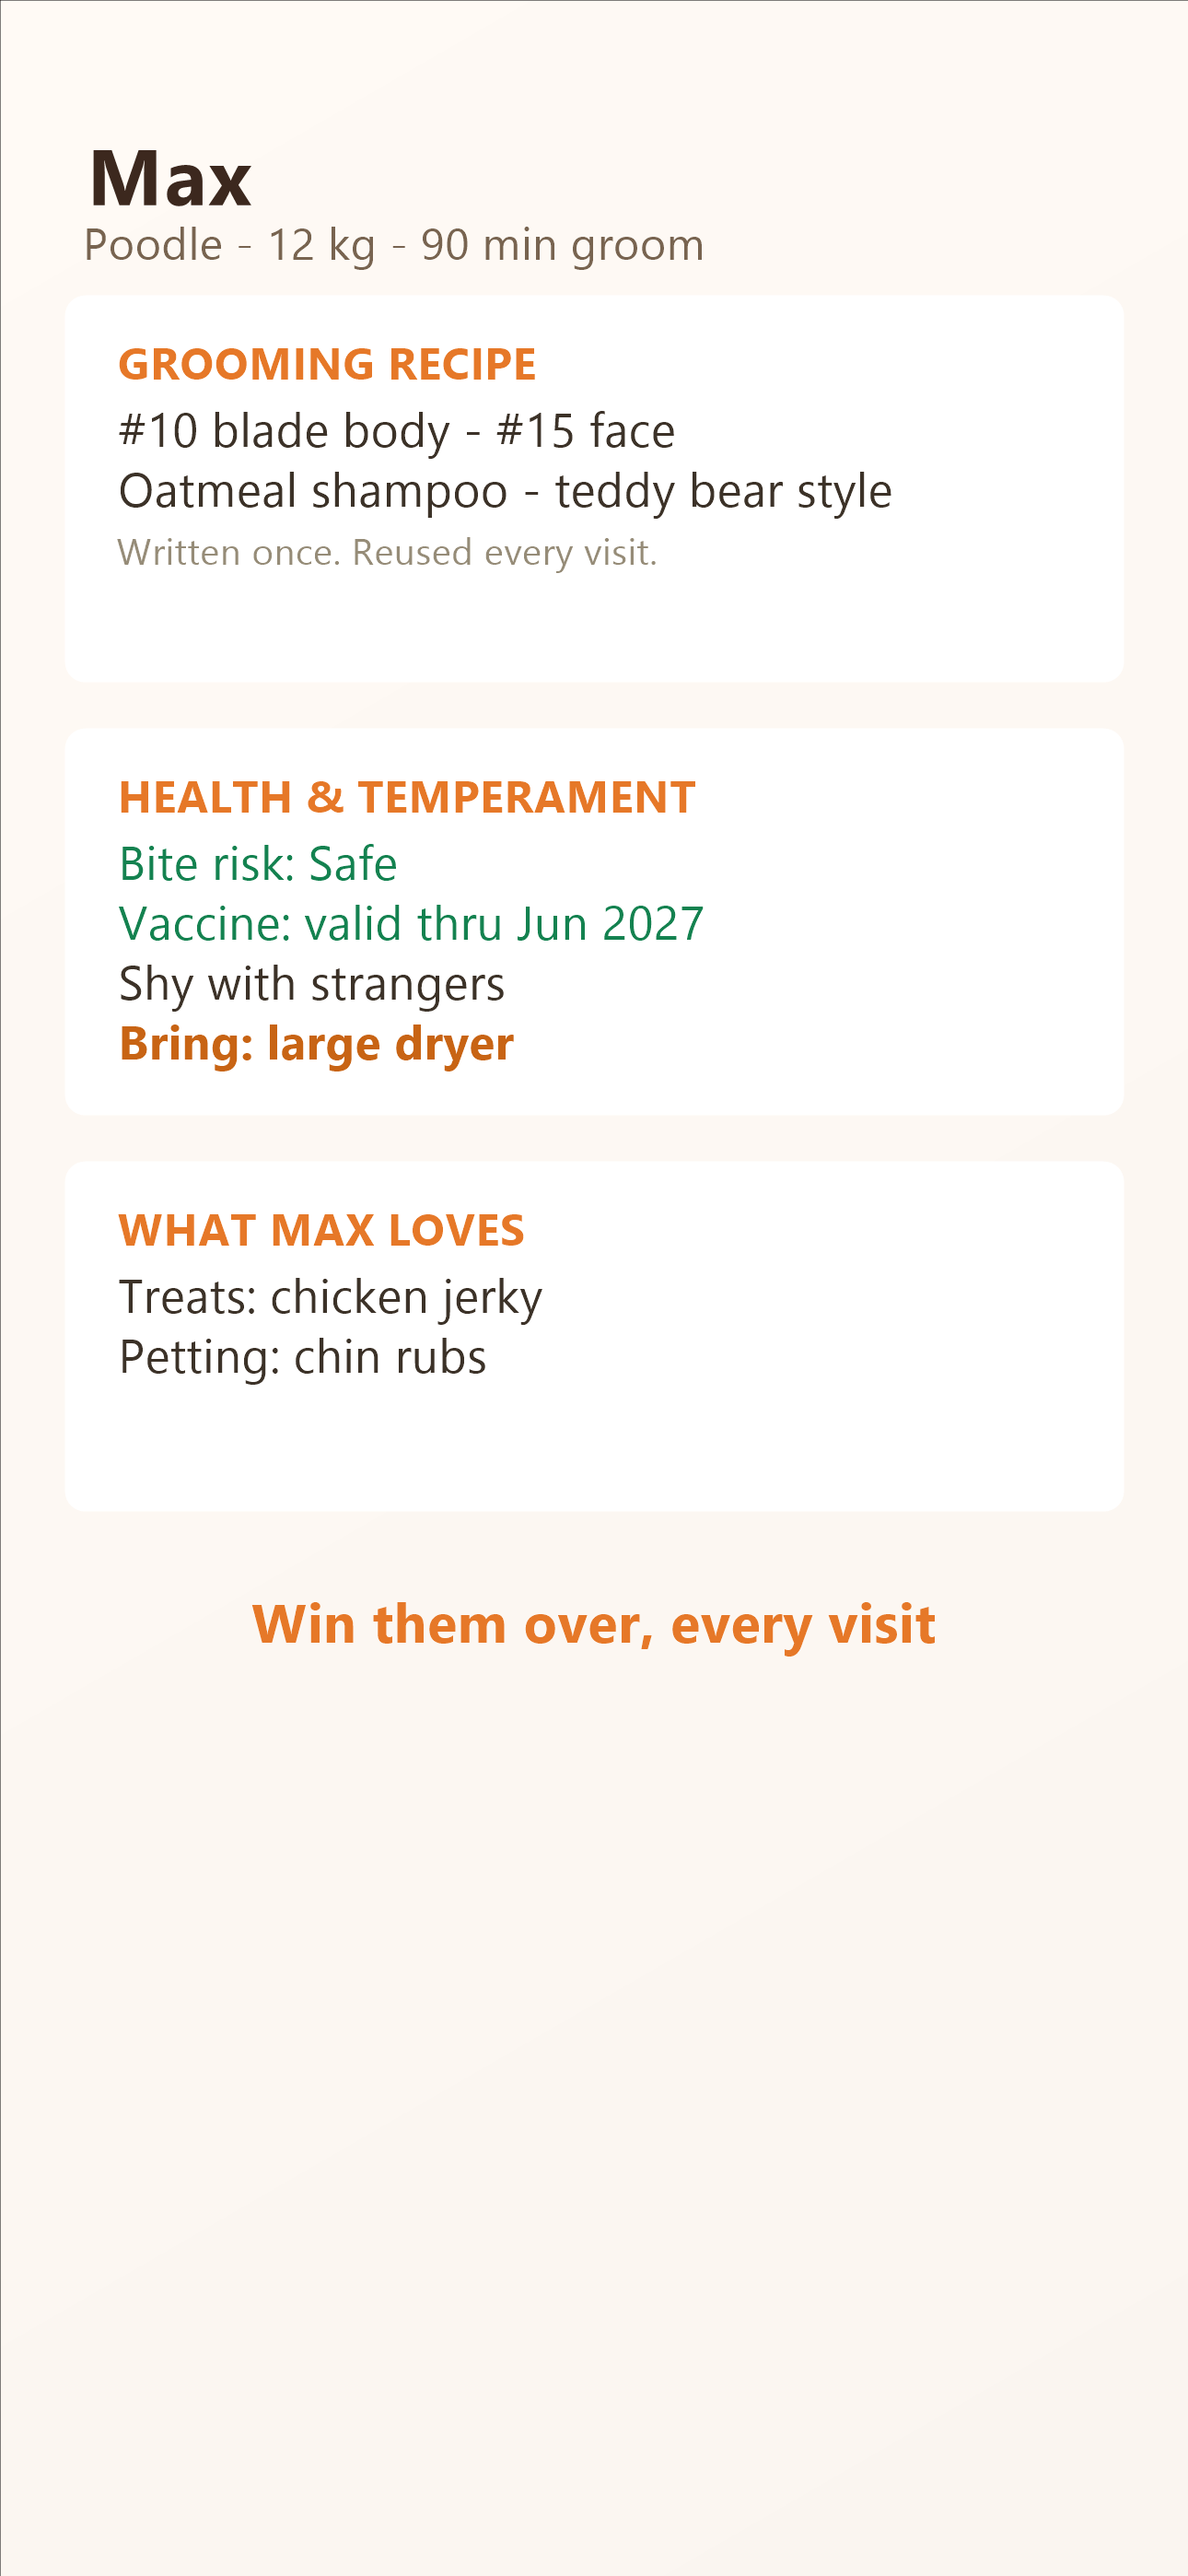 Max
Poodle - 12 kg - 90 min groom
GROOMING RECIPE
#10 blade body - #15 face
Oatmeal shampoo - teddy bear style
Written once. Reused every visit.
HEALTH & TEMPERAMENT
Bite risk: Safe
Vaccine: valid thru Jun 2027
Shy with strangers
Bring: large dryer
WHAT MAX LOVES
Treats: chicken jerky
Petting: chin rubs
Win them over, every visit